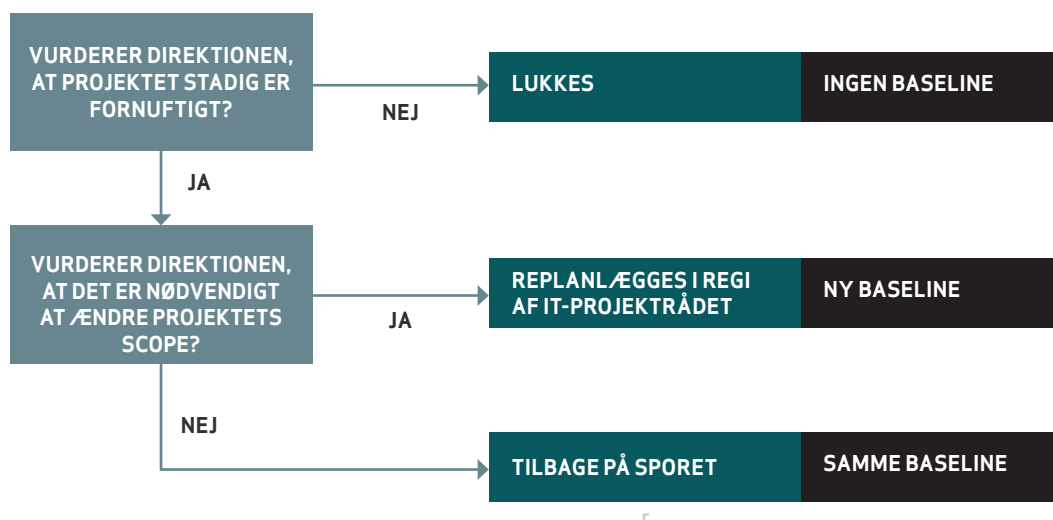 VURDERER DIREKTIONEN,
AT PROJEKTET STADIG ER
FORNUFTIGT?
NEJ
LUKKES
INGEN BASELINE
JA
VURDERER DIREKTIONEN,
AT DET ER NØDVENDIGT
AT ÆNDRE PROJEKTETS
SCOPE?
JA
REPLANLÆGGES I REGI
AF IT-PROJEKTRÅDET
NY BASELINE
NEJ
TILBAGE PÅ SPORET
SAMME BASELINE